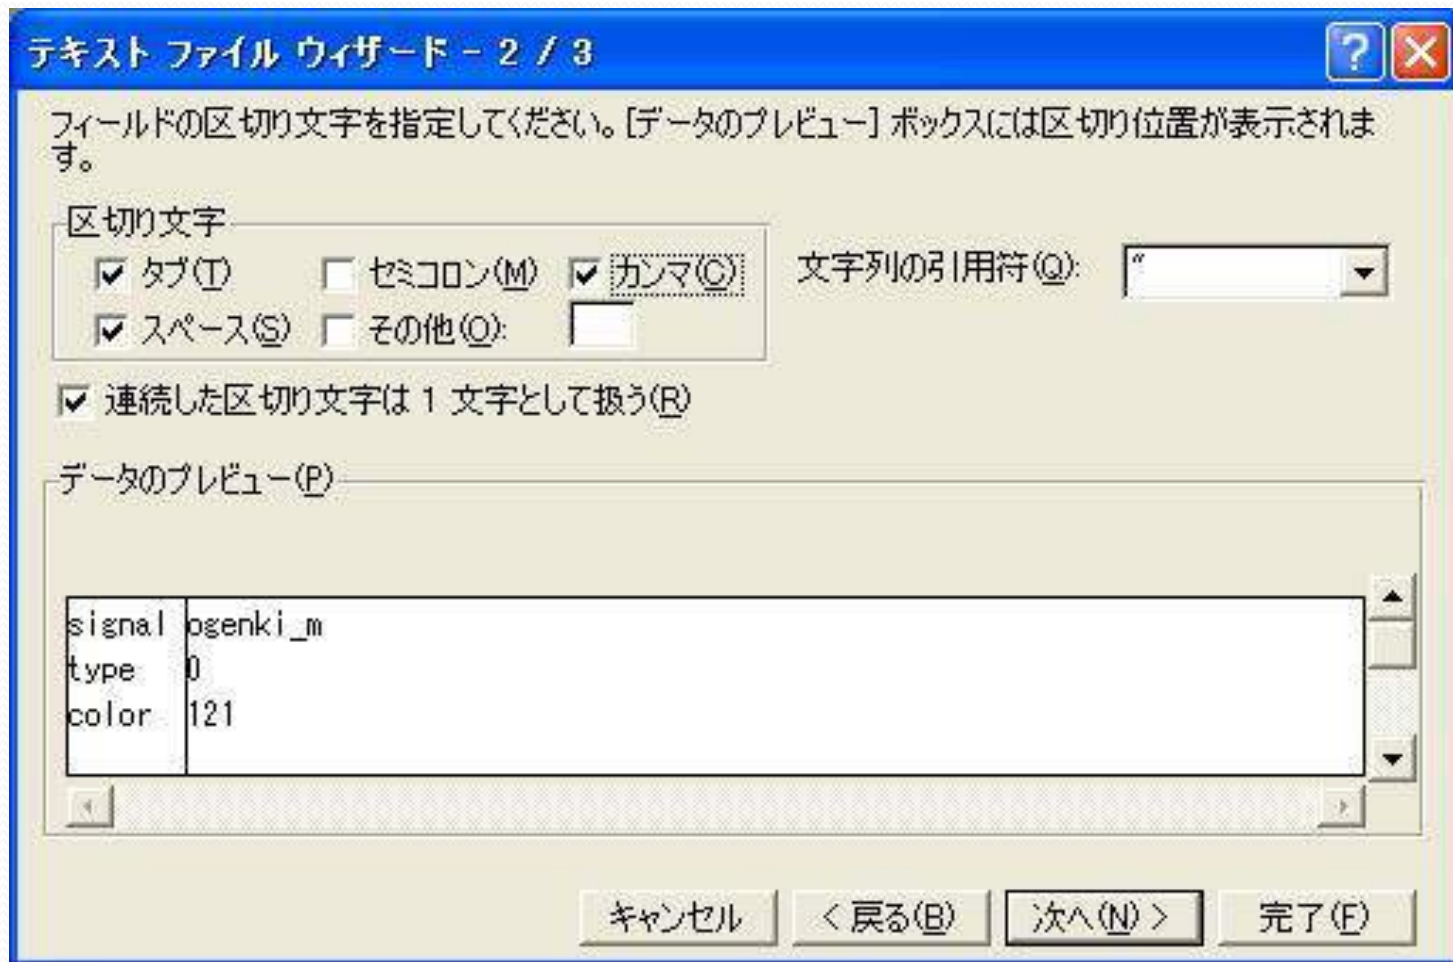 テキスト ファイル ウィザード - 2 / 3
フィールドの区切り文字を指定してください。[データのプレビュー] ボックスには区切り位置が表示されま
す。
区切り文字
タブ(T) セミコロン(M) カンマ(C)
スペース(S) その他(O):
文字列の引用符(Q): "
連続した区切り文字は 1 文字として扱う(R)
データのプレビュー(P)
signal ogenki_m
type 0
color 121
キャンセル < 戻る(B) 次へ(N) > 完了(F)